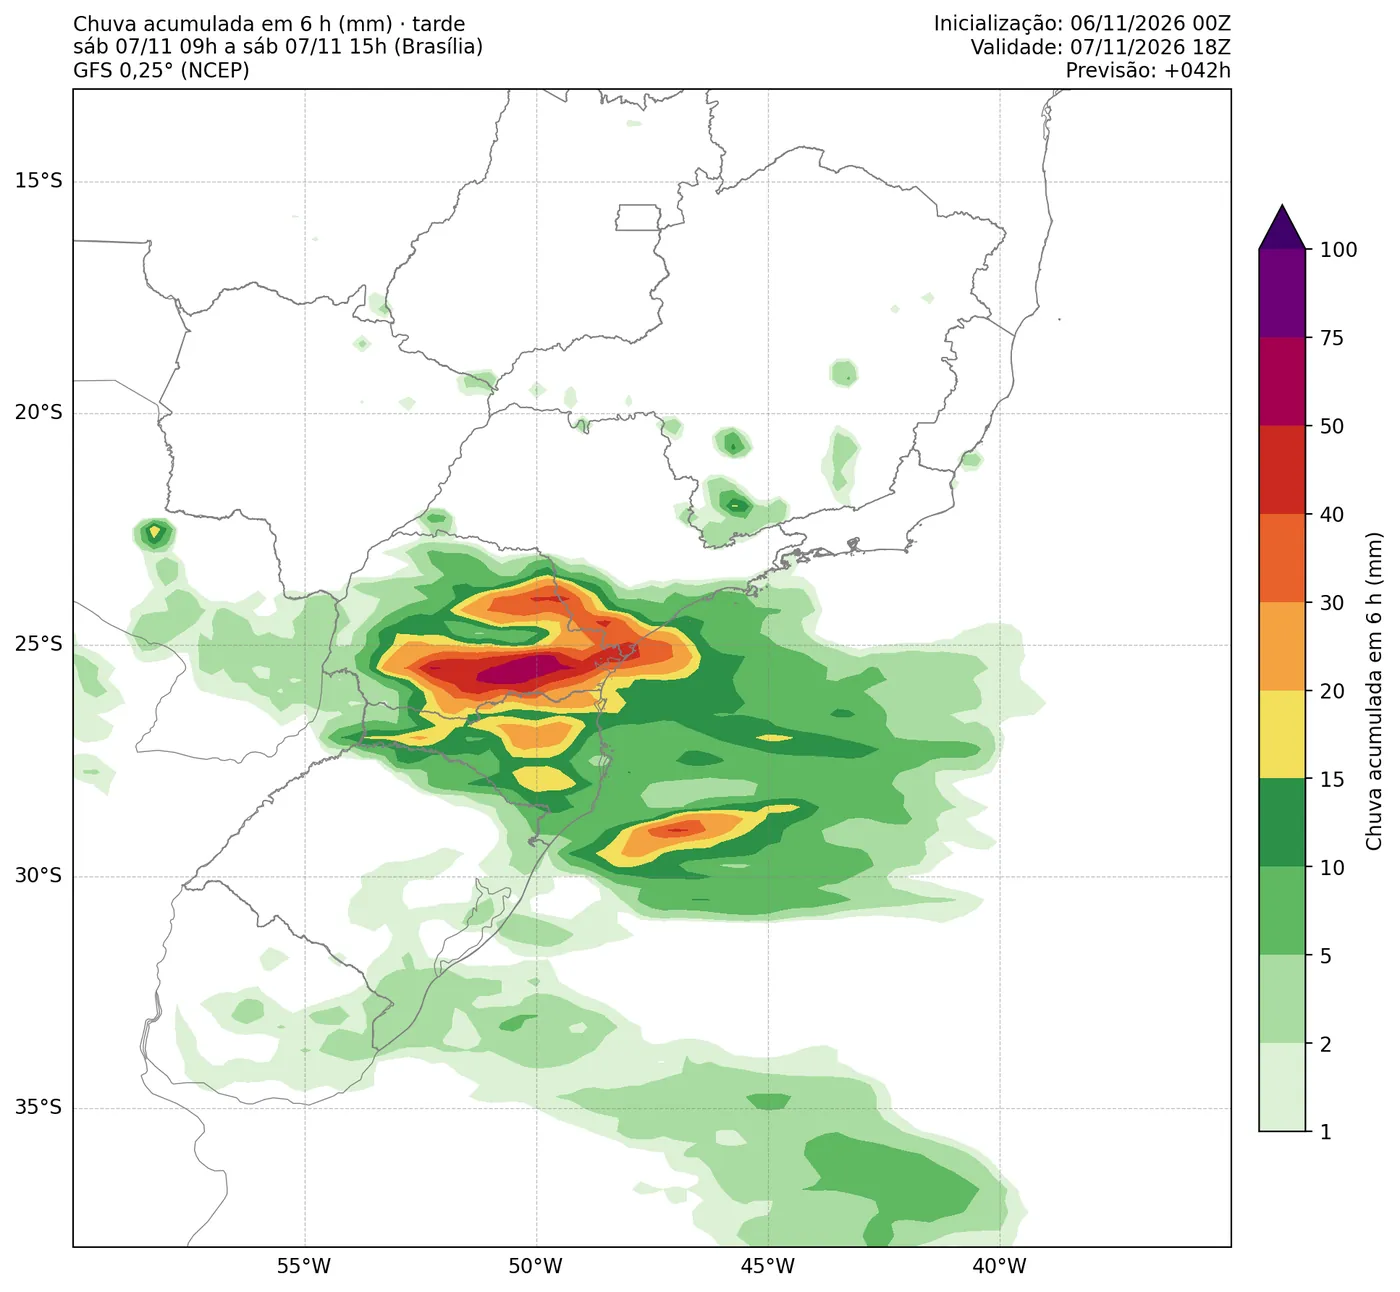 Chuva acumulada em 6 h (mm) · tarde
sáb 07/11 09h a sáb 07/11 15h (Brasília)
GFS 0,25° (NCEP)
Inicialização: 06/11/2026 00Z
Validade: 07/11/2026 18Z
Previsão: +042h
15°S
20°S
25°S
30°S
35°S
55°W
50°W
45°W
40°W
100
75
50
40
30
20
15
10
5
2
1
Chuva acumulada em 6 h (mm)